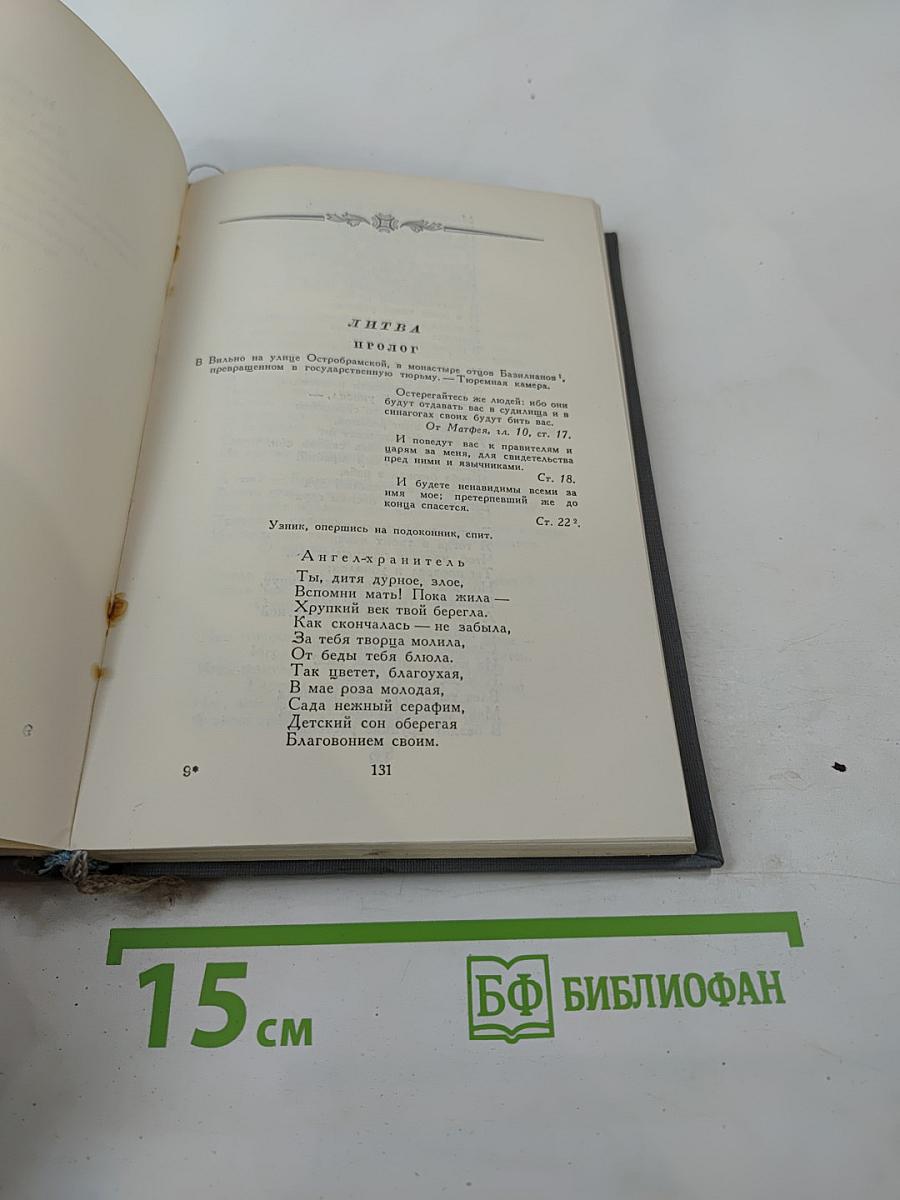 ЛИТВА
ПРОЛОГ
В Вильно на улице Остробрамской, в монастыре отцов Базилианов¹,
превращенном в государственную тюрьму. — Тюремная камера.
Остерегайтесь же людей: ибо они
будут отдавать вас в судилища и в
синагогах своих будут бить вас.
От Матфея, гл. 10, ст. 17.
И поведут вас к правителям и
царям за меня, для свидетельства
пред ними и язычниками.
Ст. 18.
И будете ненавидимы всеми за
имя мое; претерпевший же до
конца спасется.
Ст. 22².
Узник, опершись на подоконник, спит.
Ангел-хранитель
Ты, дитя дурное, злое,
Вспомни мать! Пока жила —
Хрупкий век твой берегла.
Как скончалась — не забыла,
За тебя творца молила,
От беды тебя блюла.
Так цветет, благоухая,
В мае роза молодая,
Сада нежный серафим,
Детский сон оберегая
Благовонием своим.
9*
131
15 см
БФ БИБЛИОФАН